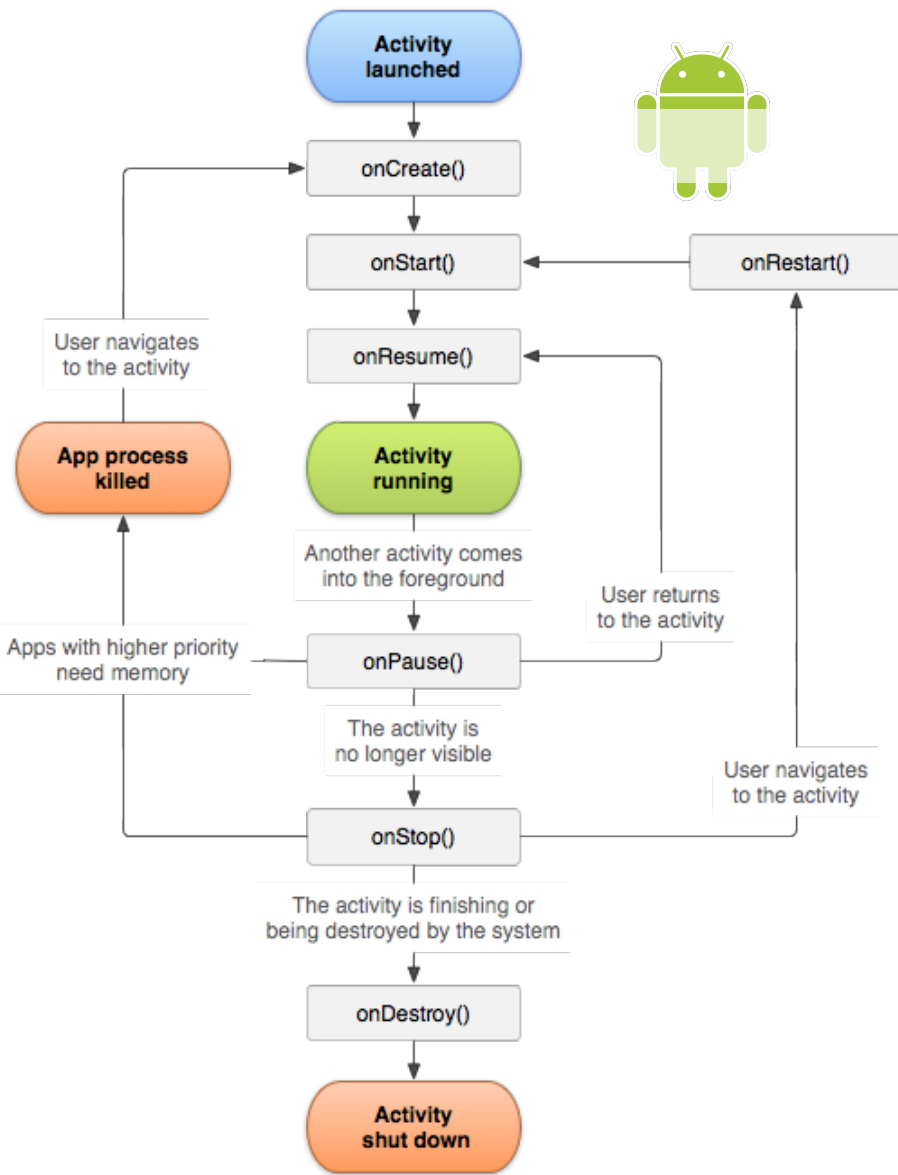 Activity
launched
onCreate()
onStart()
onRestart()
User navigates
to the activity
onResume()
App process
killed
Activity
running
Another activity comes
into the foreground
User returns
to the activity
Apps with higher priority
need memory
onPause()
The activity is
no longer visible
User navigates
to the activity
onStop()
The activity is finishing or
being destroyed by the system
onDestroy()
Activity
shut down